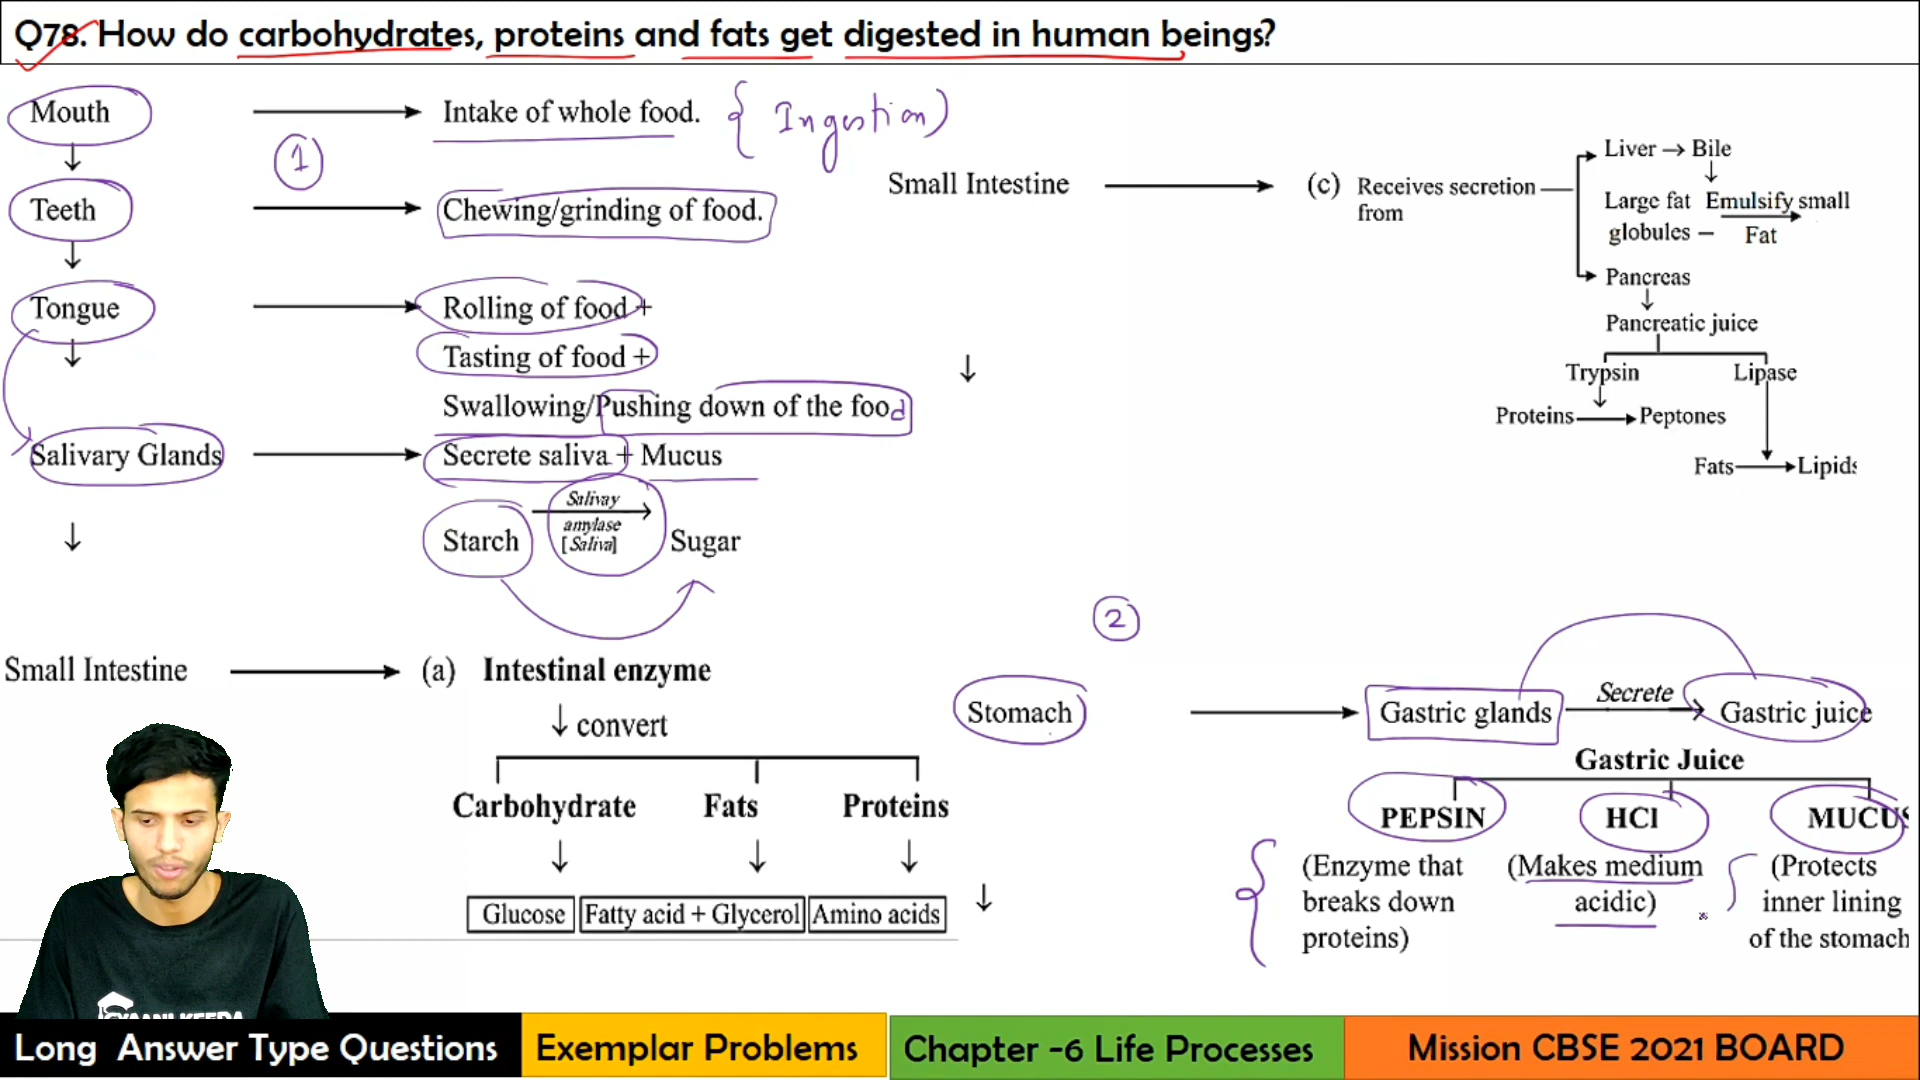 Q78. How do carbohydrates, proteins and fats get digested in human beings?
Mouth
Intake of whole food.
{ Ingestion)
1
Teeth
Chewing/grinding of food.
Tongue
Rolling of food +
Tasting of food +
Swallowing/Pushing down of the food
Salivary Glands
Secrete saliva + Mucus
Starch
Salivay
amylase
[Saliva]
Sugar
Small Intestine
(c) Receives secretion
from
Liver → Bile
Large fat Emulsify small
globules – Fat
Pancreas
Pancreatic juice
Trypsin Lipase
Proteins Peptones
Fats Lipids
Small Intestine
(a) Intestinal enzyme
convert
Carbohydrate Fats Proteins
Glucose Fatty acid + Glycerol Amino acids
2
Stomach
Gastric glands Secrete Gastric juice
Gastric Juice
PEPSIN HCl MUCUS
(Enzyme that (Makes medium (Protects
breaks down acidic) inner lining
proteins) of the stomach
GYAANI KEEDA
Long Answer Type Questions
Exemplar Problems
Chapter -6 Life Processes
Mission CBSE 2021 BOARD